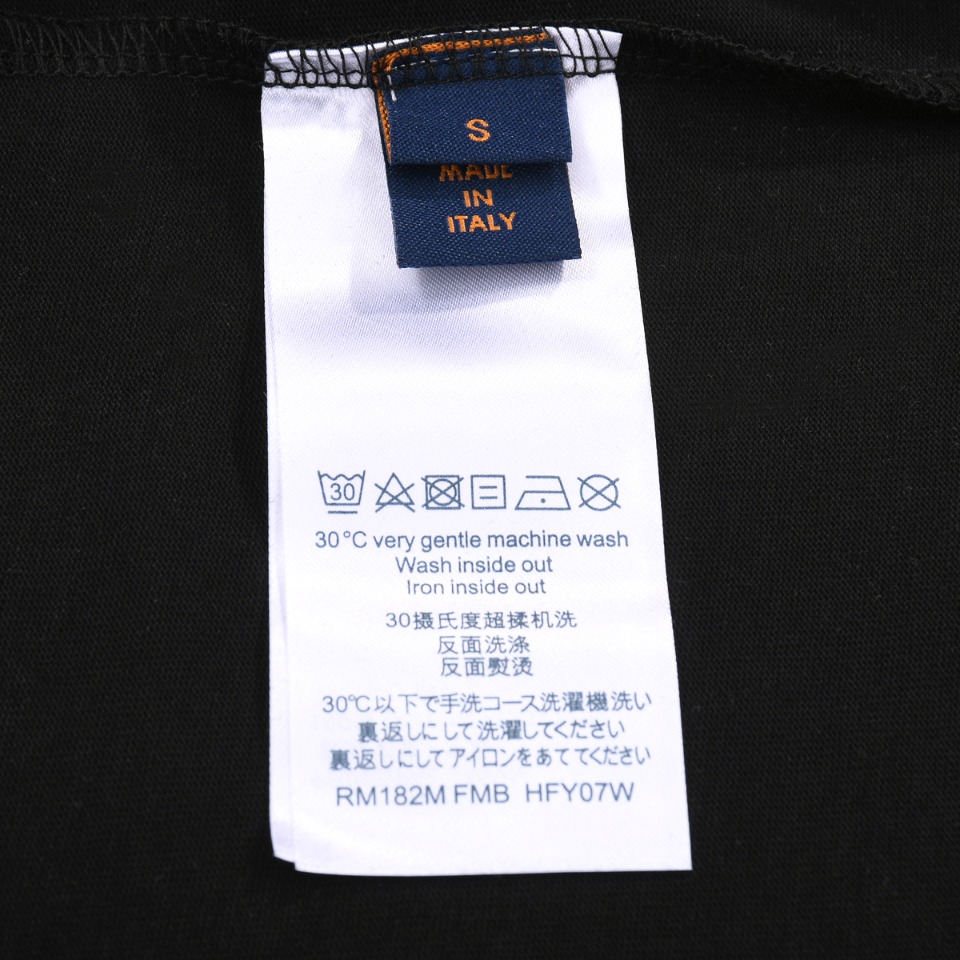 S
MADE
IN
ITALY
30
30°C very gentle machine wash
Wash inside out
Iron inside out
30摄氏度超揉机洗
反面洗涤
反面熨烫
30℃以下で手洗コース洗濯機洗い
裏返しにして洗濯してください
裏返しにしてアイロンをあててください
RM182M FMB HFY07W